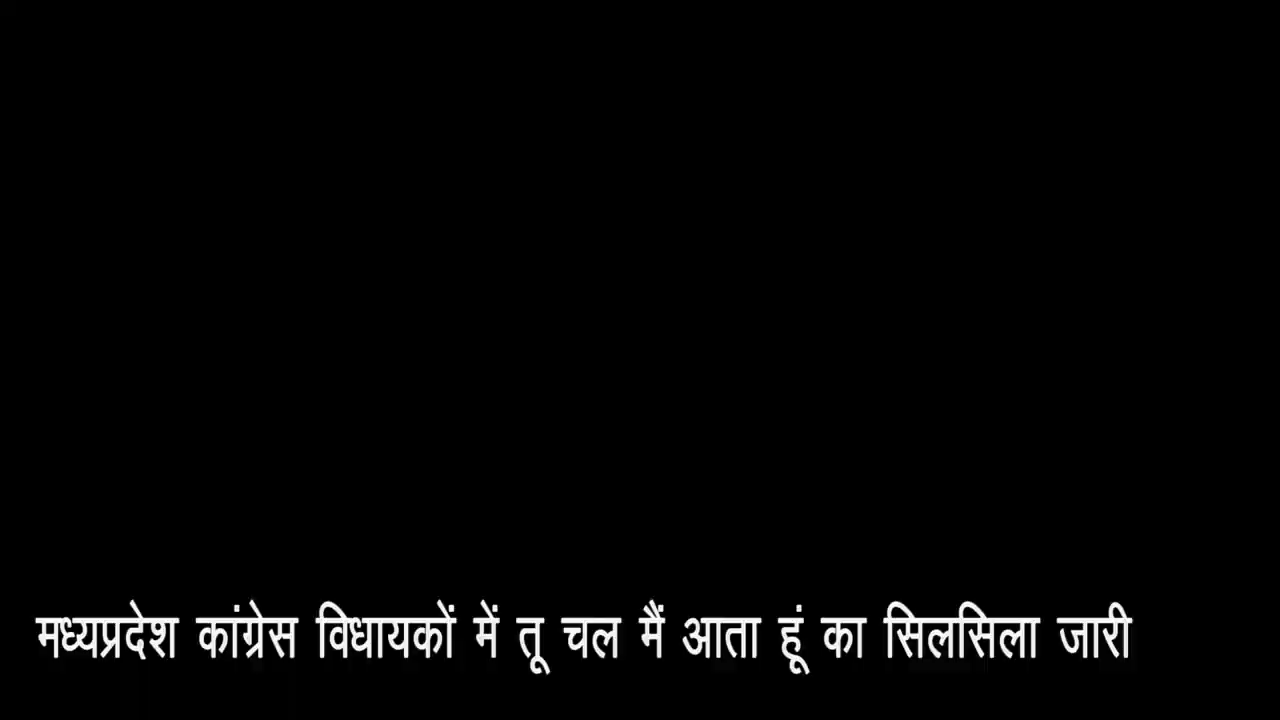 मध्यप्रदेश कांग्रेस विधायकों में तू चल मैं आता हूं का सिलसिला जारी